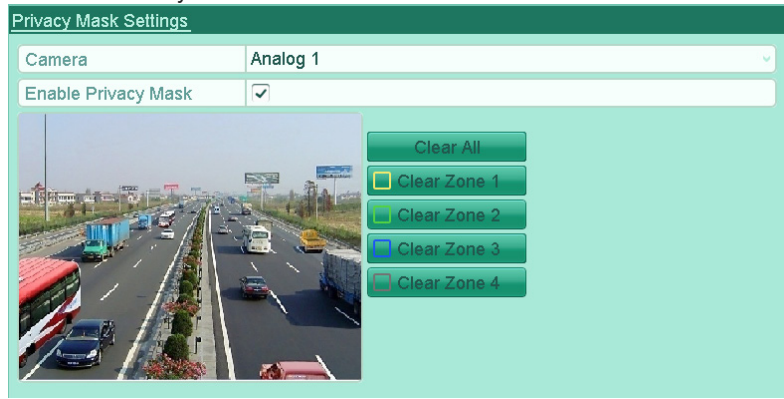 Privacy Mask Settings
Camera Analog 1
Enable Privacy Mask
Clear All
Clear Zone 1
Clear Zone 2
Clear Zone 3
Clear Zone 4